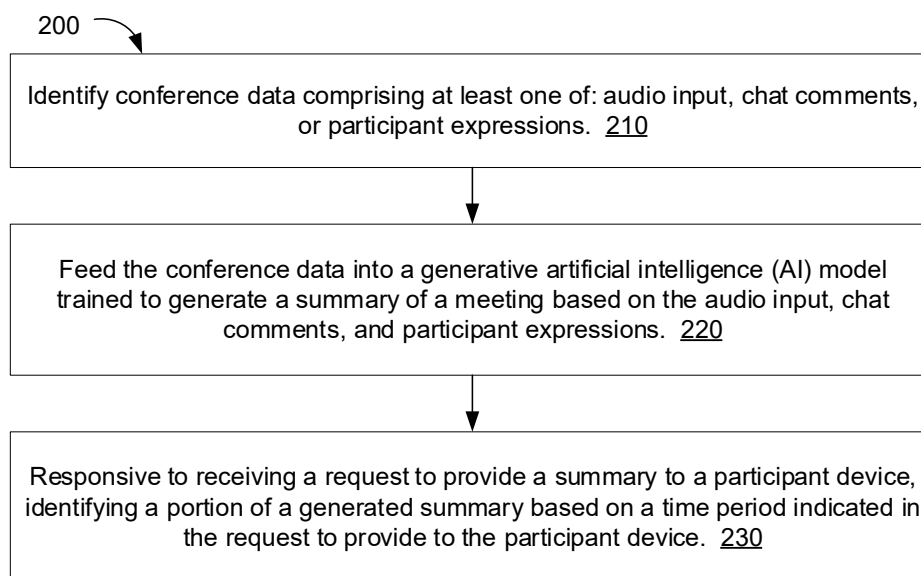 200
Identify conference data comprising at least one of: audio input, chat comments,
or participant expressions. 210
Feed the conference data into a generative artificial intelligence (AI) model
trained to generate a summary of a meeting based on the audio input, chat
comments, and participant expressions. 220
Responsive to receiving a request to provide a summary to a participant device,
identifying a portion of a generated summary based on a time period indicated in
the request to provide to the participant device. 230